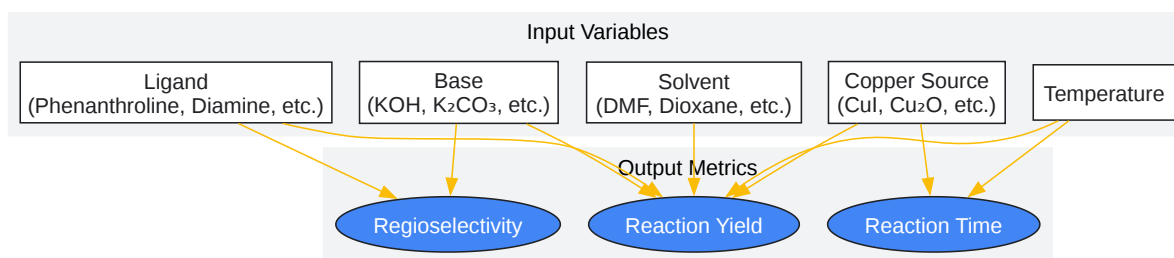 Input Variables
Ligand
(Phenanthroline, Diamine, etc.)
Base
(KOH, K₂CO₃, etc.)
Solvent
(DMF, Dioxane, etc.)
Copper Source
(CuI, Cu₂O, etc.)
Temperature
Output Metrics
Regioselectivity
Reaction Yield
Reaction Time